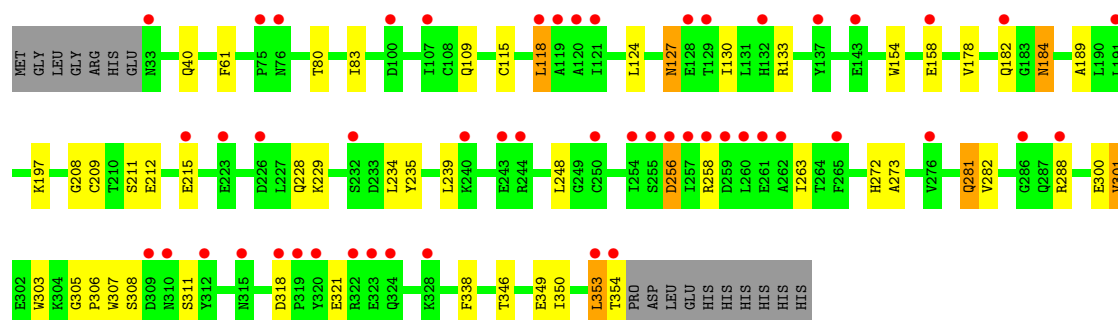 MET GLY LEU GLY ARG HIS GLU N33 Q40 F61 P75 N76 T80 I83 D100 I107 C108 Q109 C115 L118 A119 A120 I121 L124 N127 E128 T129 I130 L131 H132 R133 Y137 E143 W154 E158 V178 Q182 G183 N184 A189 L190 L191
K197 G208 C209 T210 S211 E212 E215 E223 D226 L227 Q228 K229 S232 D233 L234 Y235 L239 K240 E243 R244 L248 G249 C250 I254 S255 D256 I257 R258 D259 L260 E261 A262 I263 T264 F265 H272 A273 V276 Q281 V282 G286 Q287 R288 E300
E302 W303 K304 G305 P306 W307 S308 D309 N310 S311 Y312 N315 D318 P319 Y320 E321 R322 E323 Q324 K328 F338 T346 E349 I350 L353 T354 PRO ASP LEU GLU HIS HIS HIS HIS HIS HIS